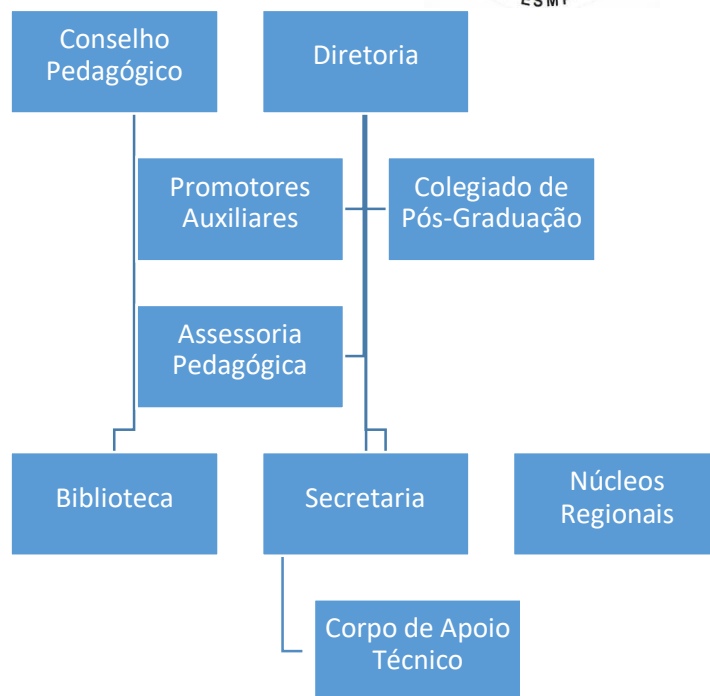 ESMP
Conselho
Pedagógico
Diretoria
Promotores
Auxiliares
Colegiado de
Pós-Graduação
Assessoria
Pedagógica
Biblioteca
Secretaria
Núcleos
Regionais
Corpo de Apoio
Técnico